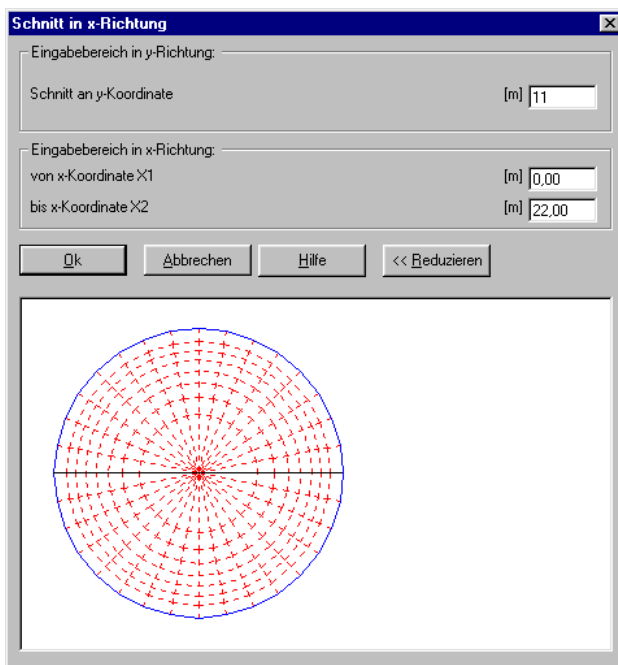 Schnitt in x-Richtung
Eingabebereich in y-Richtung:
Schnitt an y-Koordinate [m] 11
Eingabebereich in x-Richtung:
von x-Koordinate X1 [m] 0,00
bis x-Koordinate X2 [m] 22,00
Ok Abbrechen Hilfe << Reduzieren